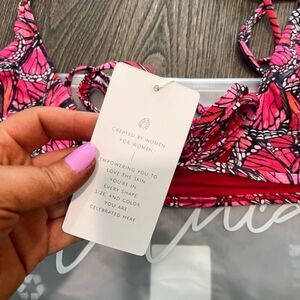 CREATED BY WOMEN
FOR WOMEN
EMPOWERING YOU TO
LOVE THE SKIN
YOU'RE IN
EVERY SHAPE,
SIZE, AND COLOR
YOU ARE
CELEBRATED HERE